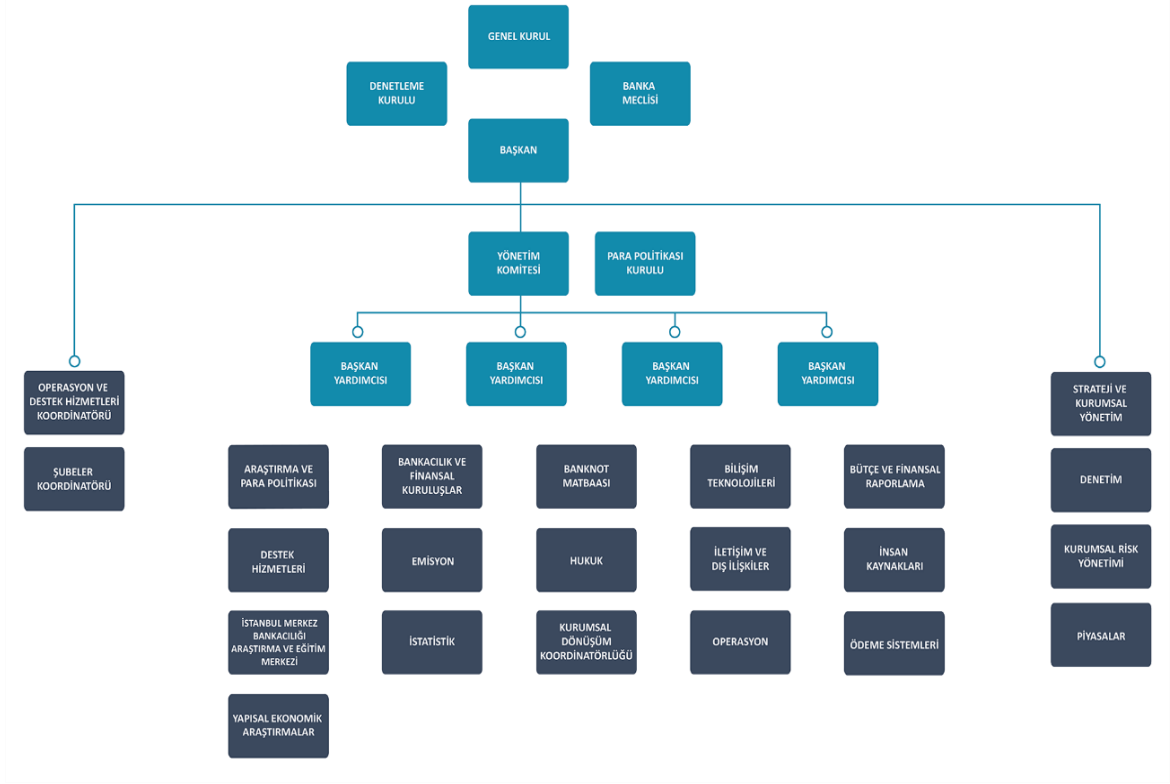 GENEL KURUL
DENETLEME
KURULU
BANKA
MECLİSİ
BAŞKAN
YÖNETİM
KOMİTESİ
PARA POLİTİKASI
KURULU
BAŞKAN
YARDIMCISI
BAŞKAN
YARDIMCISI
BAŞKAN
YARDIMCISI
BAŞKAN
YARDIMCISI
OPERASYON VE
DESTEK HİZMETLERİ
KOORDİNATÖRÜ
ŞUBELER
KOORDİNATÖRÜ
ARAŞTIRMA VE
PARA POLİTİKASI
BANKACILIK VE
FİNANSAL
KURULUŞLAR
BANKNOT
MATBAASI
BİLİŞİM
TEKNOLOJİLERİ
BÜTÇE VE FİNANSAL
RAPORLAMA
DESTEK
HİZMETLERİ
EMİSYON
HUKUK
İLETİŞİM VE
DIŞ İLİŞKİLER
İNSAN
KAYNAKLARI
İSTANBUL MERKEZ
BANKACILIĞI
ARAŞTIRMA VE EĞİTİM
MERKEZİ
İSTATİSTİK
KURUMSAL
DÖNÜŞÜM
KOORDİNATÖRLÜĞÜ
OPERASYON
ÖDEME SİSTEMLERİ
YAPISAL EKONOMİK
ARAŞTIRMALAR
STRATEJİ VE
KURUMSAL
YÖNETİM
DENETİM
KURUMSAL RİSK
YÖNETİMİ
PİYASALAR